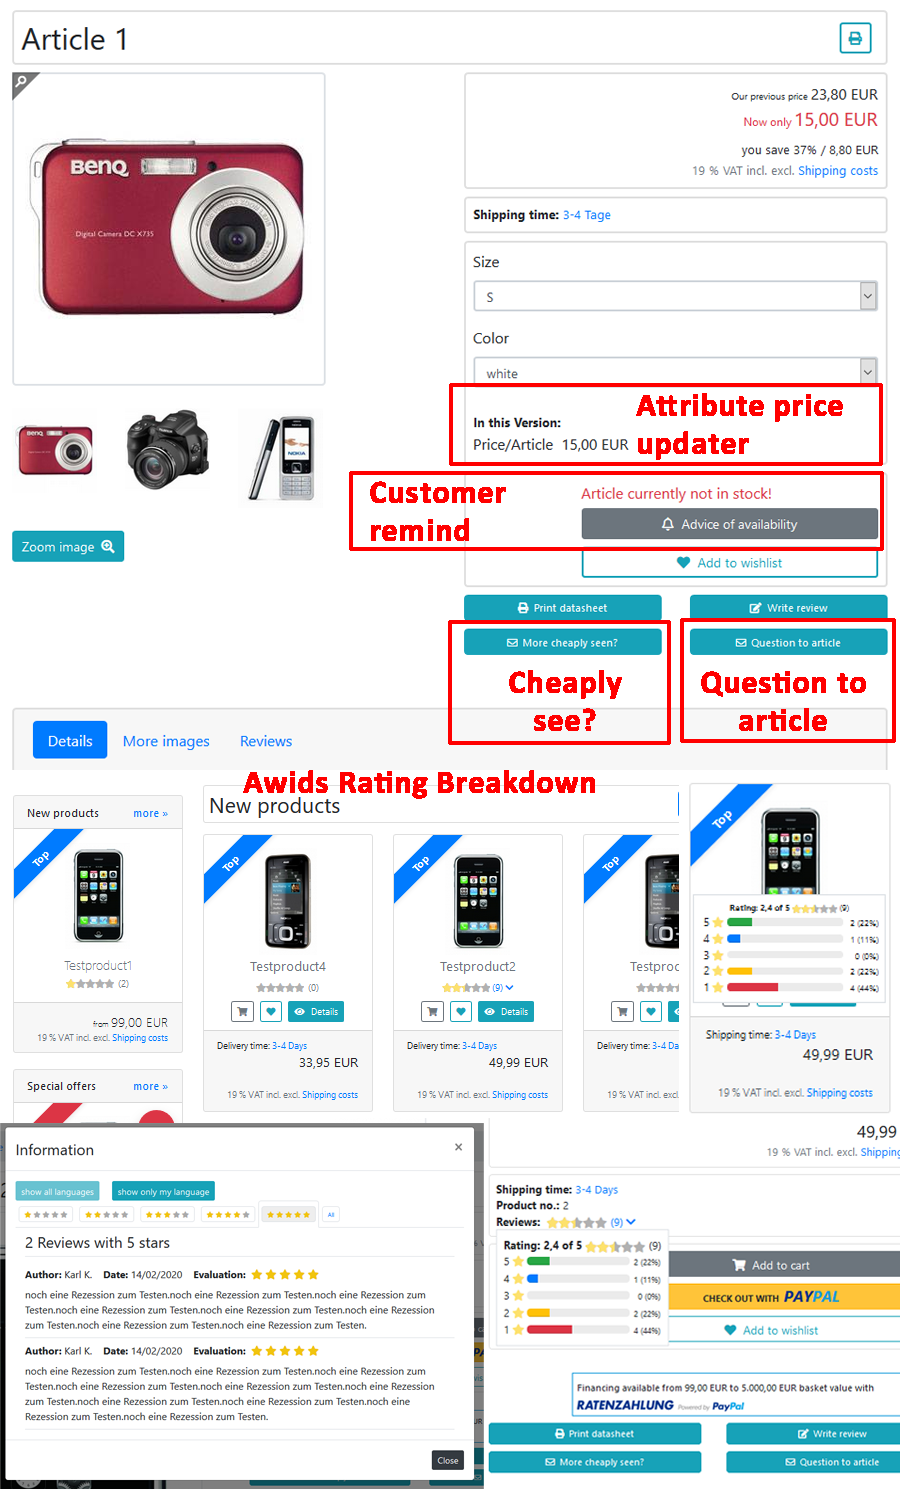 Article 1
Our previous price 23,80 EUR
Now only 15,00 EUR
you save 37% / 8,80 EUR
19 % VAT incl. excl. Shipping costs
BenQ
Digital Camera DC X735
Shipping time: 3-4 Tage
Size
S
Color
white
Attribute price
updater
In this Version:
Price/Article 15,00 EUR
BenQ
NOKIA
Customer
remind
Article currently not in stock!
Advice of availability
Zoom image
Add to wishlist
Print datasheet
Write review
More cheaply seen?
Question to article
Cheaply
see?
Question to
article
Details
More images
Reviews
Awids Rating Breakdown
New products more »
Top
Testproduct1
(2)
from 99,00 EUR
19 % VAT incl. excl. Shipping costs
Special offers more »
New products
Top
Testproduct4
(0)
Details
Delivery time: 3-4 Days
33,95 EUR
19 % VAT incl. excl. Shipping costs
Top
Testproduct2
(9)
Details
Delivery time: 3-4 Days
49,99 EUR
19 % VAT incl. excl. Shipping costs
Top
Testproc
Delivery time: 3-4 Da
19 % VAT
Top
Rating: 2,4 of 5 (9)
5 2 (22%)
4 1 (11%)
3 0 (0%)
2 2 (22%)
1 4 (44%)
Shipping time: 3-4 Days
49,99 EUR
19 % VAT incl. excl. Shipping costs
Information ×
show all languages show only my language
All
2 Reviews with 5 stars
Author: Karl K. Date: 14/02/2020 Evaluation:
noch eine Rezession zum Testen.noch eine Rezession zum Testen.noch eine Rezession zum
Testen.noch eine Rezession zum Testen.noch eine Rezession zum Testen.noch eine Rezession
zum Testen.noch eine Rezession zum Testen.
Author: Karl K. Date: 14/02/2020 Evaluation:
noch eine Rezession zum Testen.noch eine Rezession zum Testen.noch eine Rezession zum
Testen.noch eine Rezession zum Testen.noch eine Rezession zum Testen.noch eine Rezession
zum Testen.noch eine Rezession zum Testen.noch eine Rezession zum Testen.noch eine
Rezession zum Testen.noch eine Rezession zum Testen.
Close
49,99
19 % VAT incl. excl. Shipping
Shipping time: 3-4 Days
Product no.: 2
Reviews: (9)
Rating: 2,4 of 5 (9)
5 2 (22%)
4 1 (11%)
3 0 (0%)
2 2 (22%)
1 4 (44%)
Add to cart
CHECK OUT WITH PAYPAL
Add to wishlist
Financing available from 99,00 EUR to 5.000,00 EUR basket value with
RATENZAHLUNG Powered by PayPal
Print datasheet
Write review
More cheaply seen?
Question to article